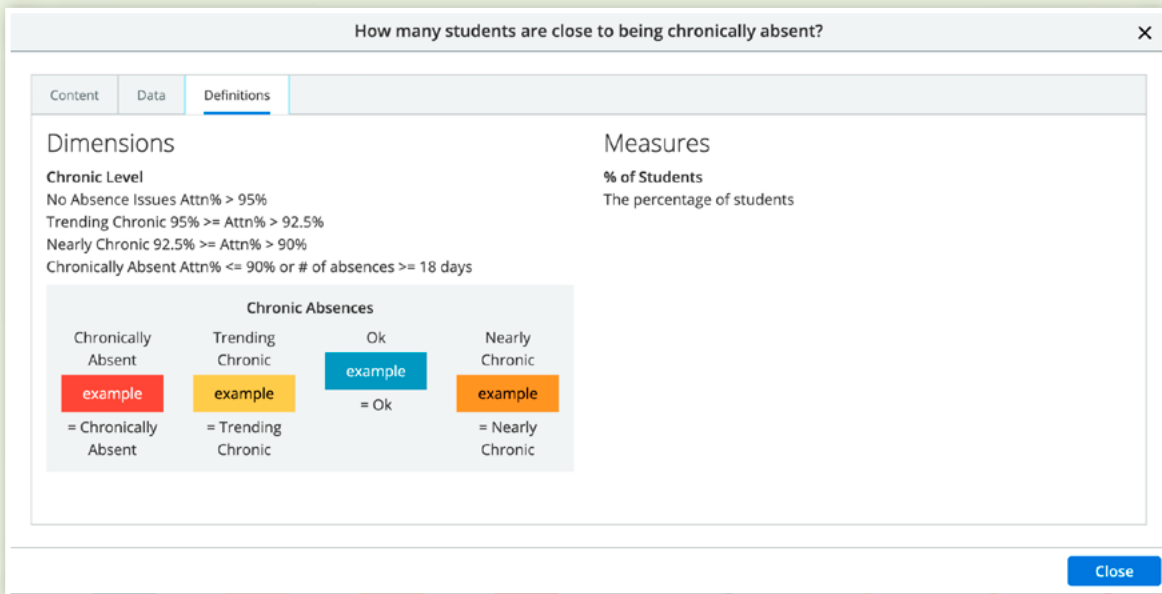 How many students are close to being chronically absent?
×
Content
Data
Definitions
Dimensions
Chronic Level
No Absence Issues Attn% > 95%
Trending Chronic 95% >= Attn% > 92.5%
Nearly Chronic 92.5% >= Attn% > 90%
Chronically Absent Attn% <= 90% or # of absences >= 18 days
Chronic Absences
Chronically
Absent
example
= Chronically
Absent
Trending
Chronic
example
= Trending
Chronic
Ok
example
= Ok
Nearly
Chronic
example
= Nearly
Chronic
Measures
% of Students
The percentage of students
Close